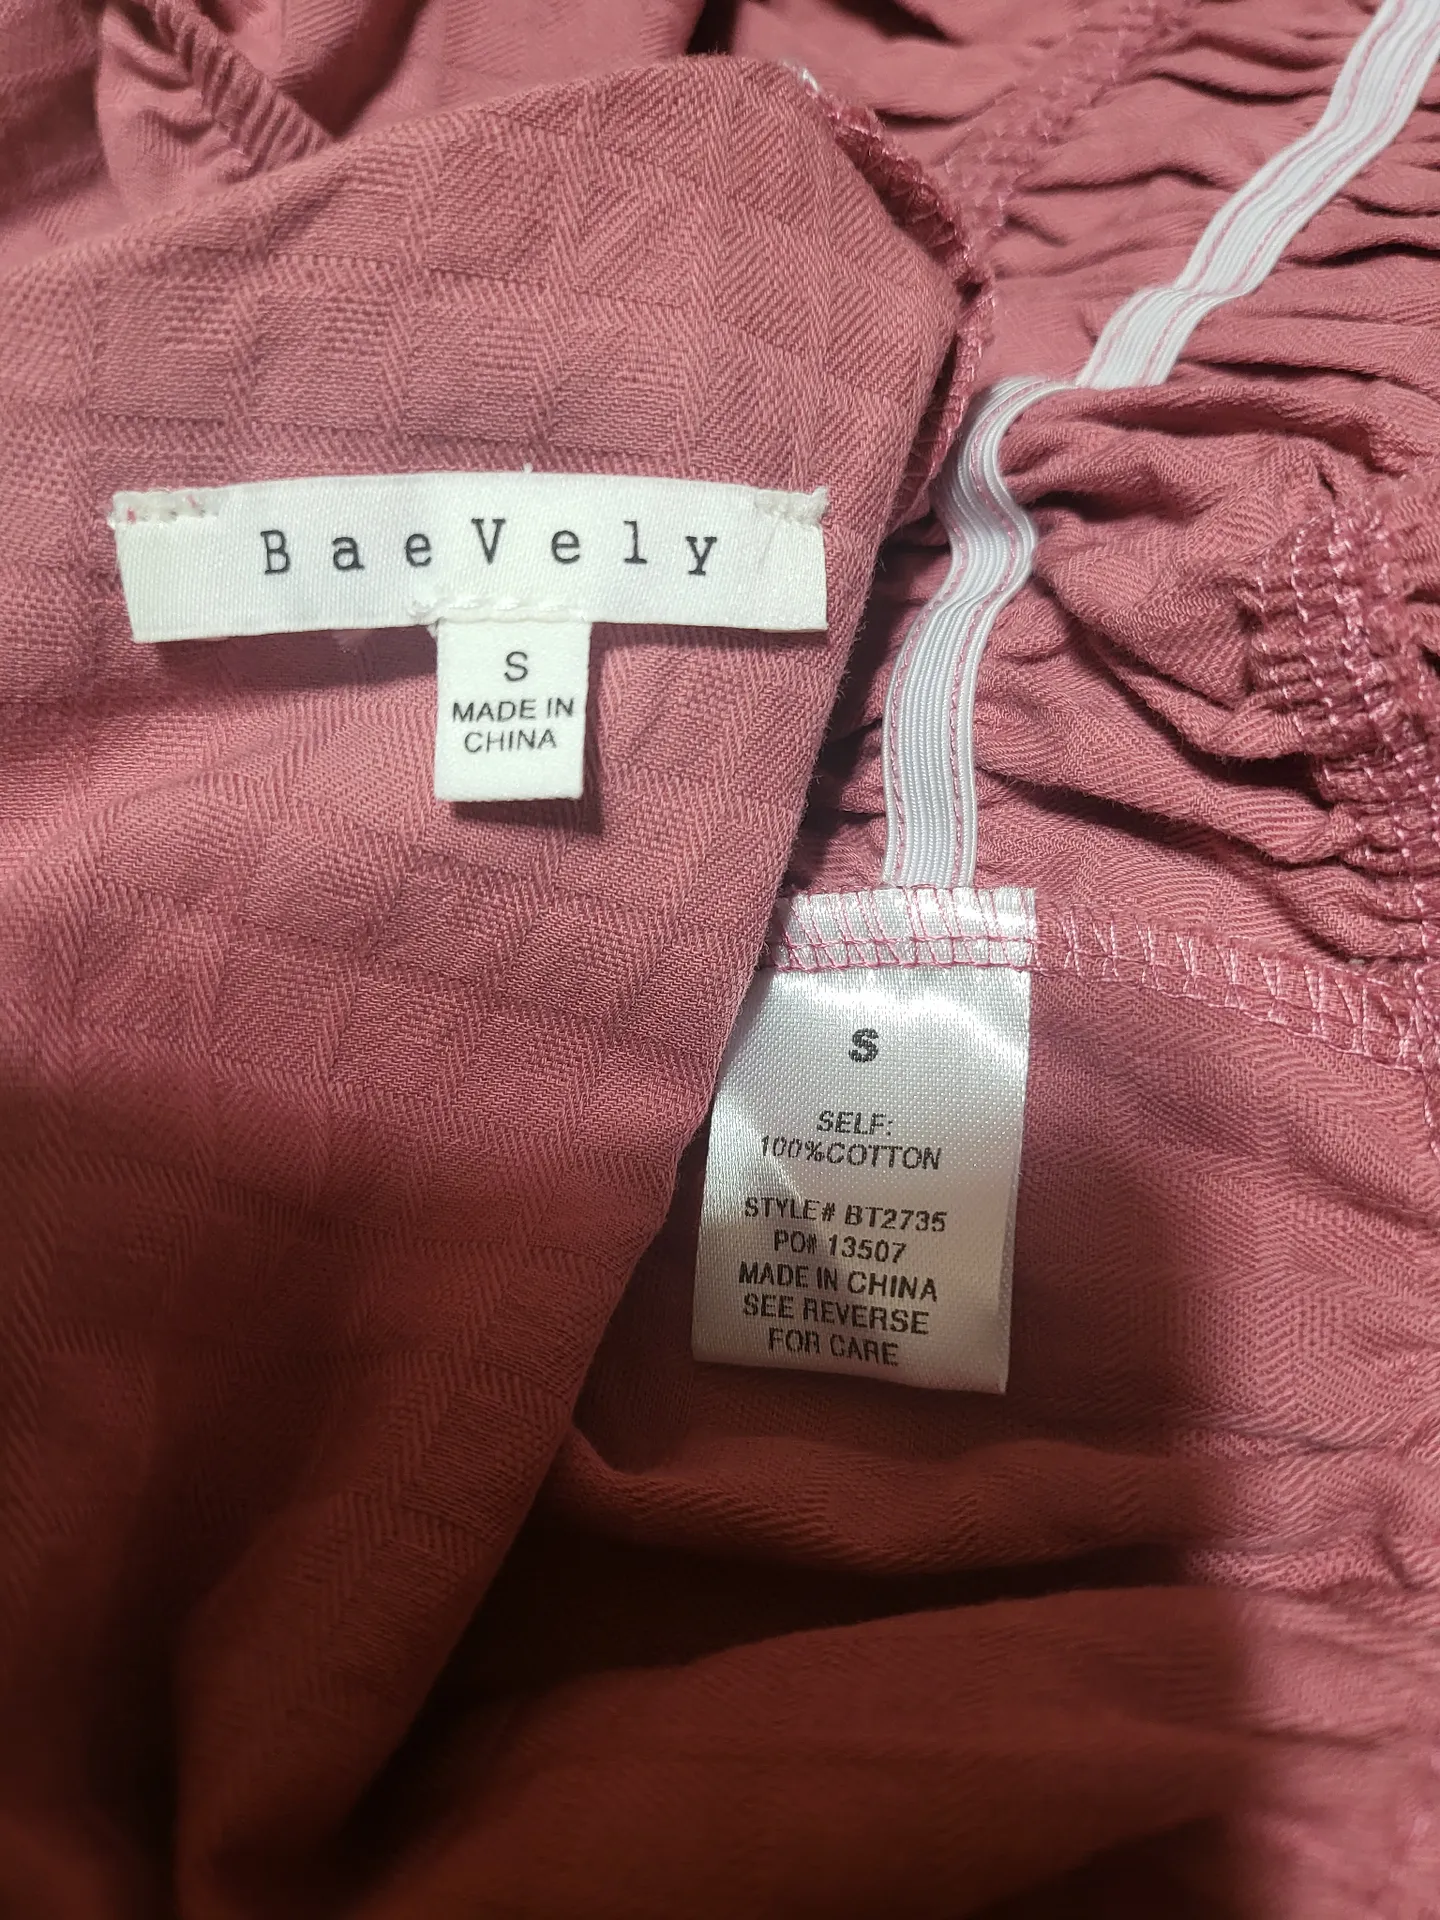 BaeVely
S
MADE IN
CHINA
S
SELF:
100%COTTON
STYLE# BT2735
PO# 13507
MADE IN CHINA
SEE REVERSE
FOR CARE